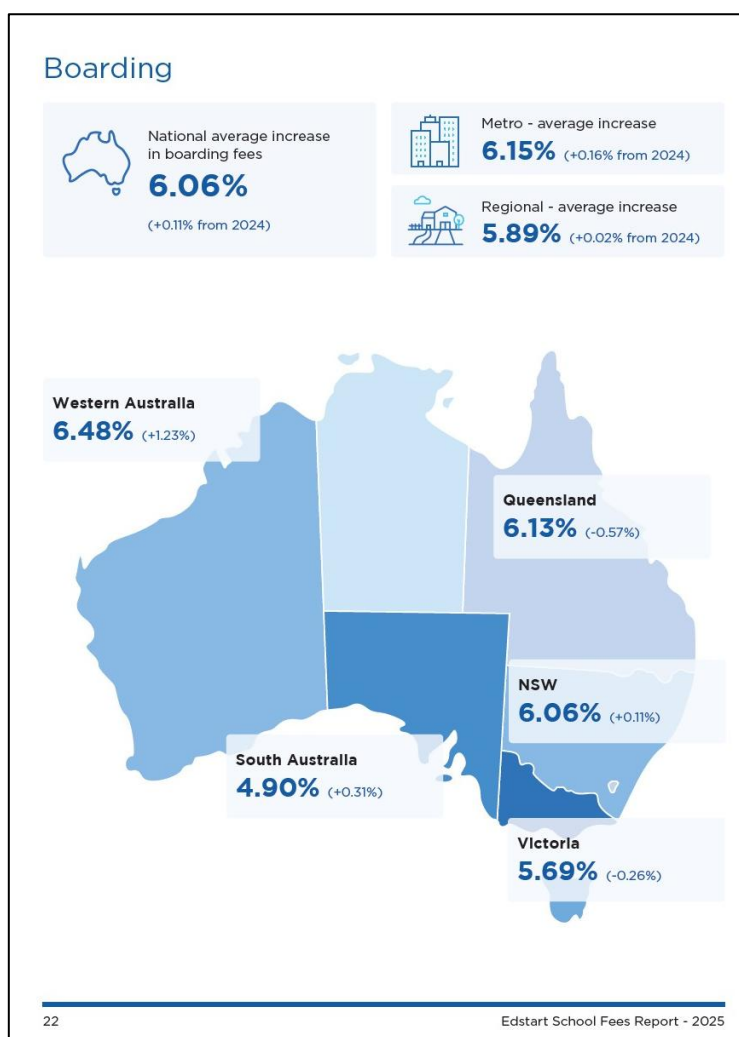 Boarding
National average increase
in boarding fees
6.06%
(+0.11% from 2024)
Metro - average increase
6.15% (+0.16% from 2024)
Regional - average increase
5.89% (+0.02% from 2024)
Western Australia
6.48% (+1.23%)
Queensland
6.13% (-0.57%)
NSW
6.06% (+0.11%)
South Australia
4.90% (+0.31%)
Victoria
5.69% (-0.26%)
22
Edstart School Fees Report - 2025